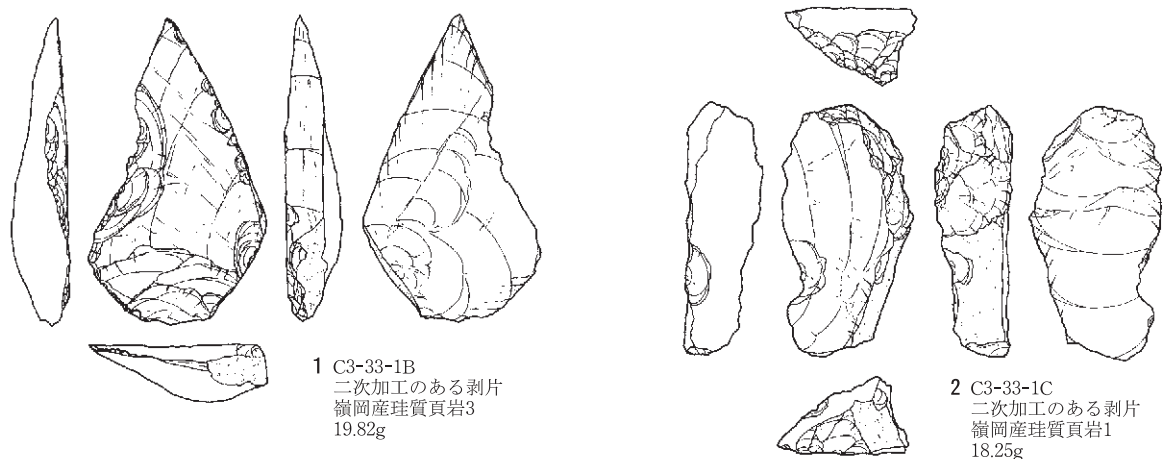 1 C3-33-1B
二次加工のある剥片
嶺岡産珪質頁岩3
19.82g
2 C3-33-1C
二次加工のある剥片
嶺岡産珪質頁岩1
18.25g